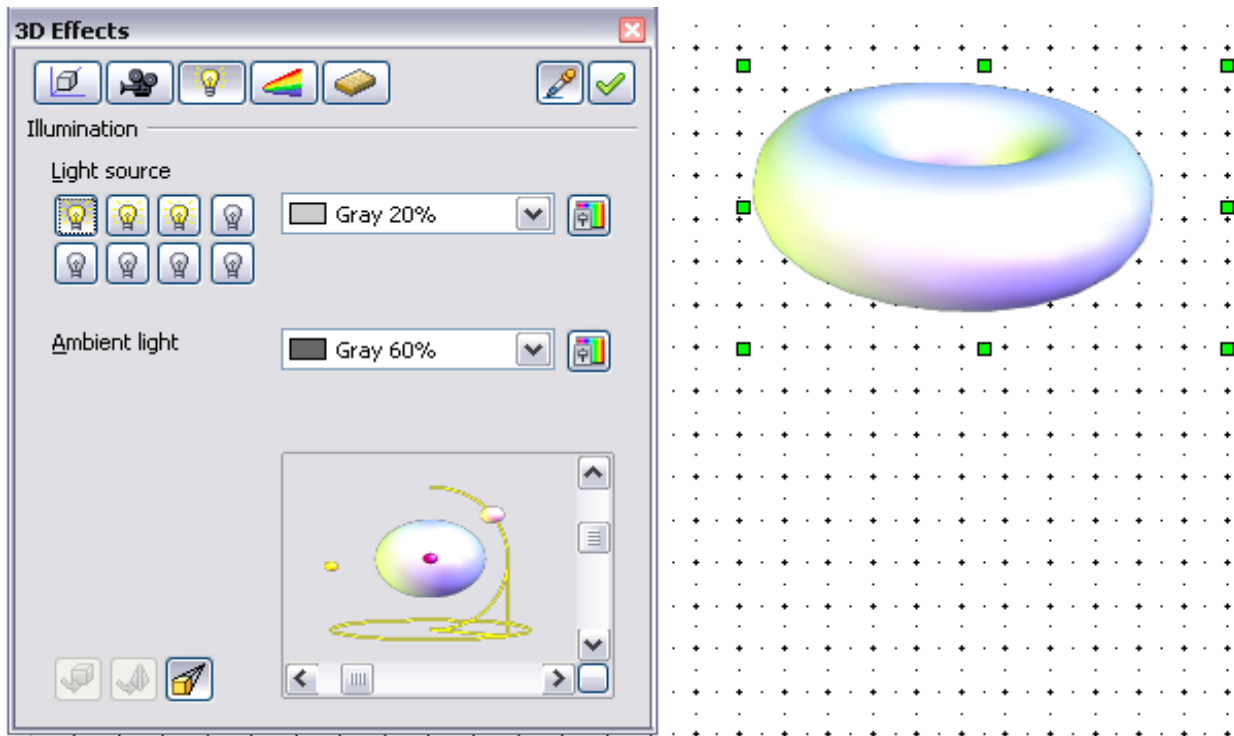 3D Effects
Illumination
Light source
Gray 20%
Ambient light
Gray 60%